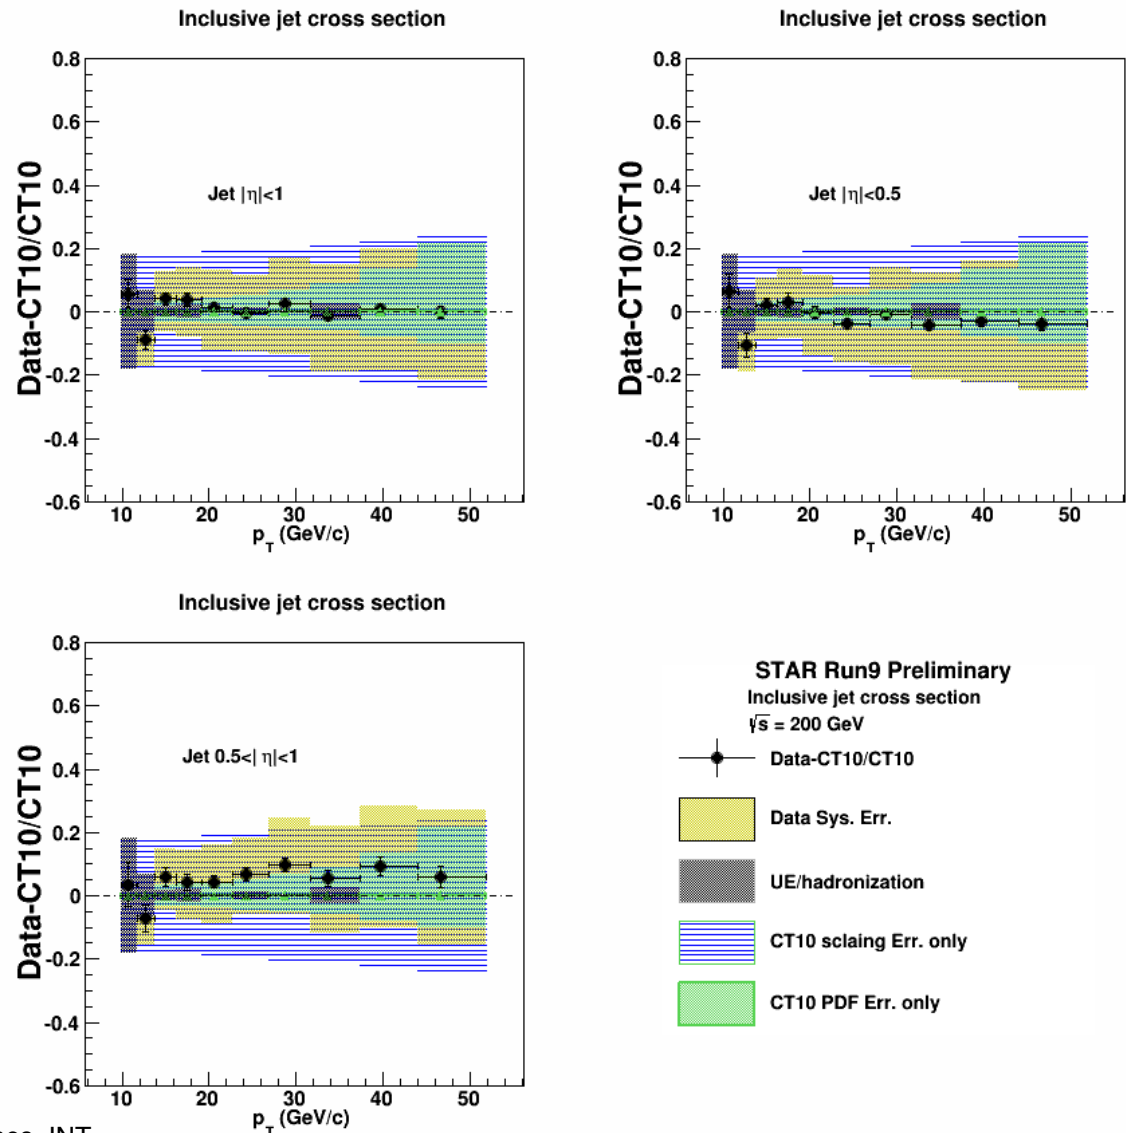 Inclusive jet cross section
0.8
0.6
0.4
0.2
0
-0.2
-0.4
-0.6
Data-CT10/CT10
Jet |η|<1
10 20 30 40 50
p_T (GeV/c)
Inclusive jet cross section
0.8
0.6
0.4
0.2
0
-0.2
-0.4
-0.6
Data-CT10/CT10
Jet |η|<0.5
10 20 30 40 50
p_T (GeV/c)
Inclusive jet cross section
0.8
0.6
0.4
0.2
0
-0.2
-0.4
-0.6
Data-CT10/CT10
Jet 0.5<| η|<1
10 20 30 40 50
p_T (GeV/c)
STAR Run9 Preliminary
Inclusive jet cross section
√s = 200 GeV
Data-CT10/CT10
Data Sys. Err.
UE/hadronization
CT10 sclaing Err. only
CT10 PDF Err. only